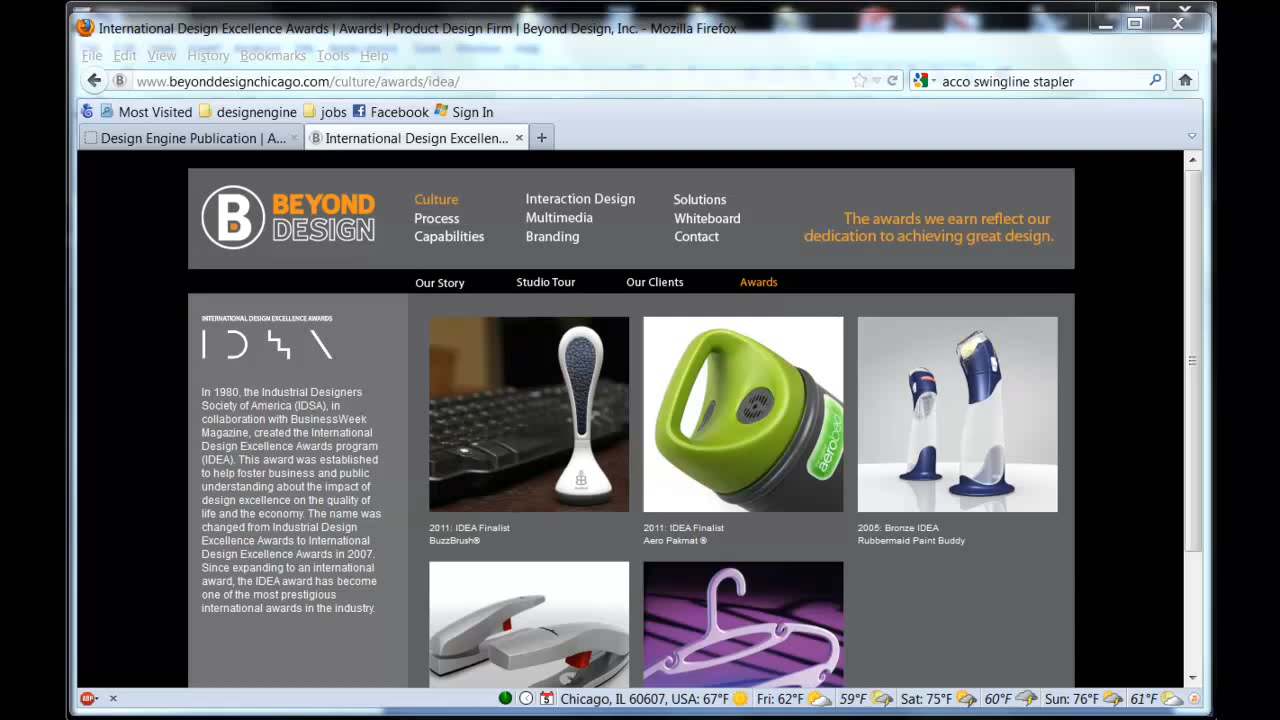 International Design Excellence Awards | Awards | Product Design Firm | Beyond Design, Inc. - Mozilla Firefox
File Edit View History Bookmarks Tools Help
www.beyonddesignchicago.com/culture/awards/idea/
acco swingline stapler
Most Visited designengine jobs Facebook Sign In
Design Engine Publication | A...
International Design Excellen...
BEYOND
DESIGN
Culture
Process
Capabilities
Interaction Design
Multimedia
Branding
Solutions
Whiteboard
Contact
The awards we earn reflect our
dedication to achieving great design.
Our Story Studio Tour Our Clients Awards
INTERNATIONAL DESIGN EXCELLENCE AWARDS
In 1980, the Industrial Designers
Society of America (IDSA), in
collaboration with BusinessWeek
Magazine, created the International
Design Excellence Awards program
(IDEA). This award was established
to help foster business and public
understanding about the impact of
design excellence on the quality of
life and the economy. The name was
changed from Industrial Design
Excellence Awards to International
Design Excellence Awards in 2007.
Since expanding to an international
award, the IDEA award has become
one of the most prestigious
international awards in the industry.
2011: IDEA Finalist
BuzzBrush®
aerobed
2011: IDEA Finalist
Aero Pakmat ®
2005: Bronze IDEA
Rubbermaid Paint Buddy
ABP
5
Chicago, IL 60607, USA: 67°F Fri: 62°F 59°F Sat: 75°F 60°F Sun: 76°F 61°F